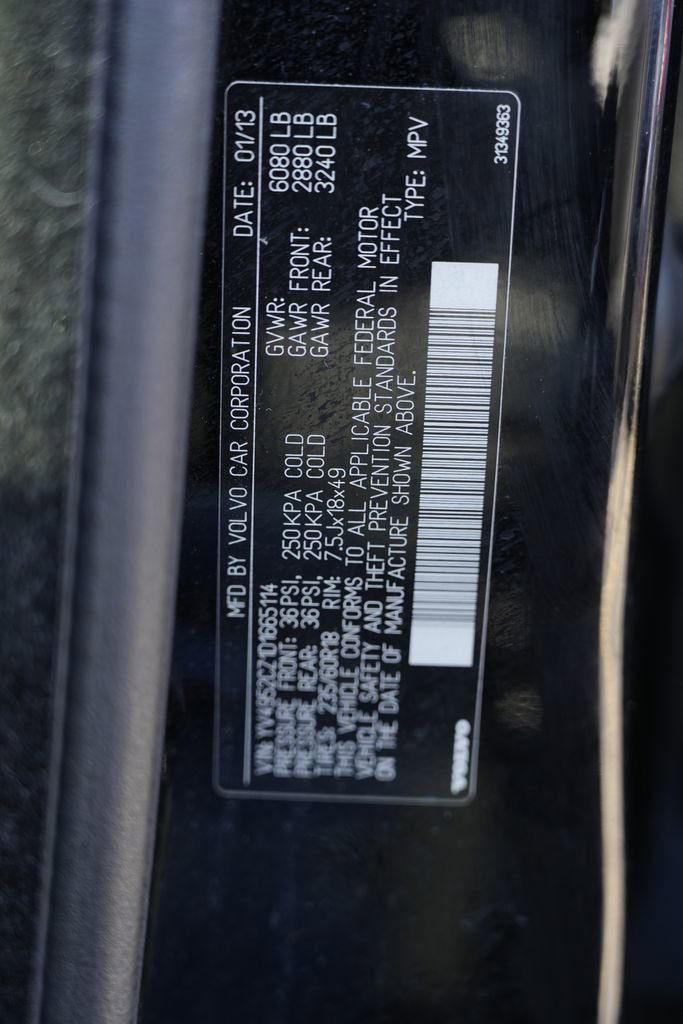 MFD BY VOLVO CAR CORPORATION DATE: 01/13
VIN: YV4952CZ1D1665114 GVWR: 6080 LB
PRESSURE FRONT: 36PSI, 250KPA COLD GAWR FRONT: 2880 LB
PRESSURE REAR: 36PSI, 250KPA COLD GAWR REAR: 3240 LB
TIRES: 235/60R18 RIM: 7.5Jx18x49
THIS VEHICLE CONFORMS TO ALL APPLICABLE FEDERAL MOTOR
VEHICLE SAFETY AND THEFT PREVENTION STANDARDS IN EFFECT
ON THE DATE OF MANUFACTURE SHOWN ABOVE. TYPE: MPV
VOLVO 31349363